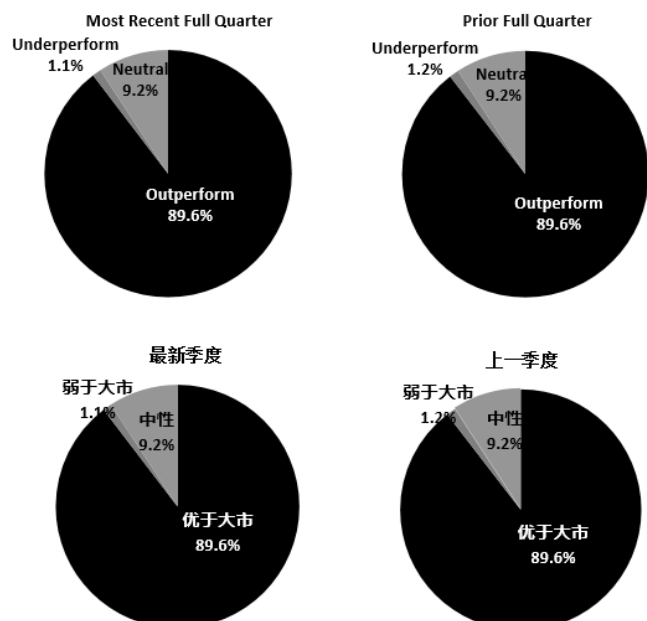 Most Recent Full Quarter
Underperform
1.1%
Neutral
9.2%
Outperform
89.6%
Prior Full Quarter
Underperform
1.2%
Neutral
9.2%
Outperform
89.6%
最新季度
弱于大市
1.1%
中性
9.2%
优于大市
89.6%
上一季度
弱于大市
1.2%
中性
9.2%
优于大市
89.6%